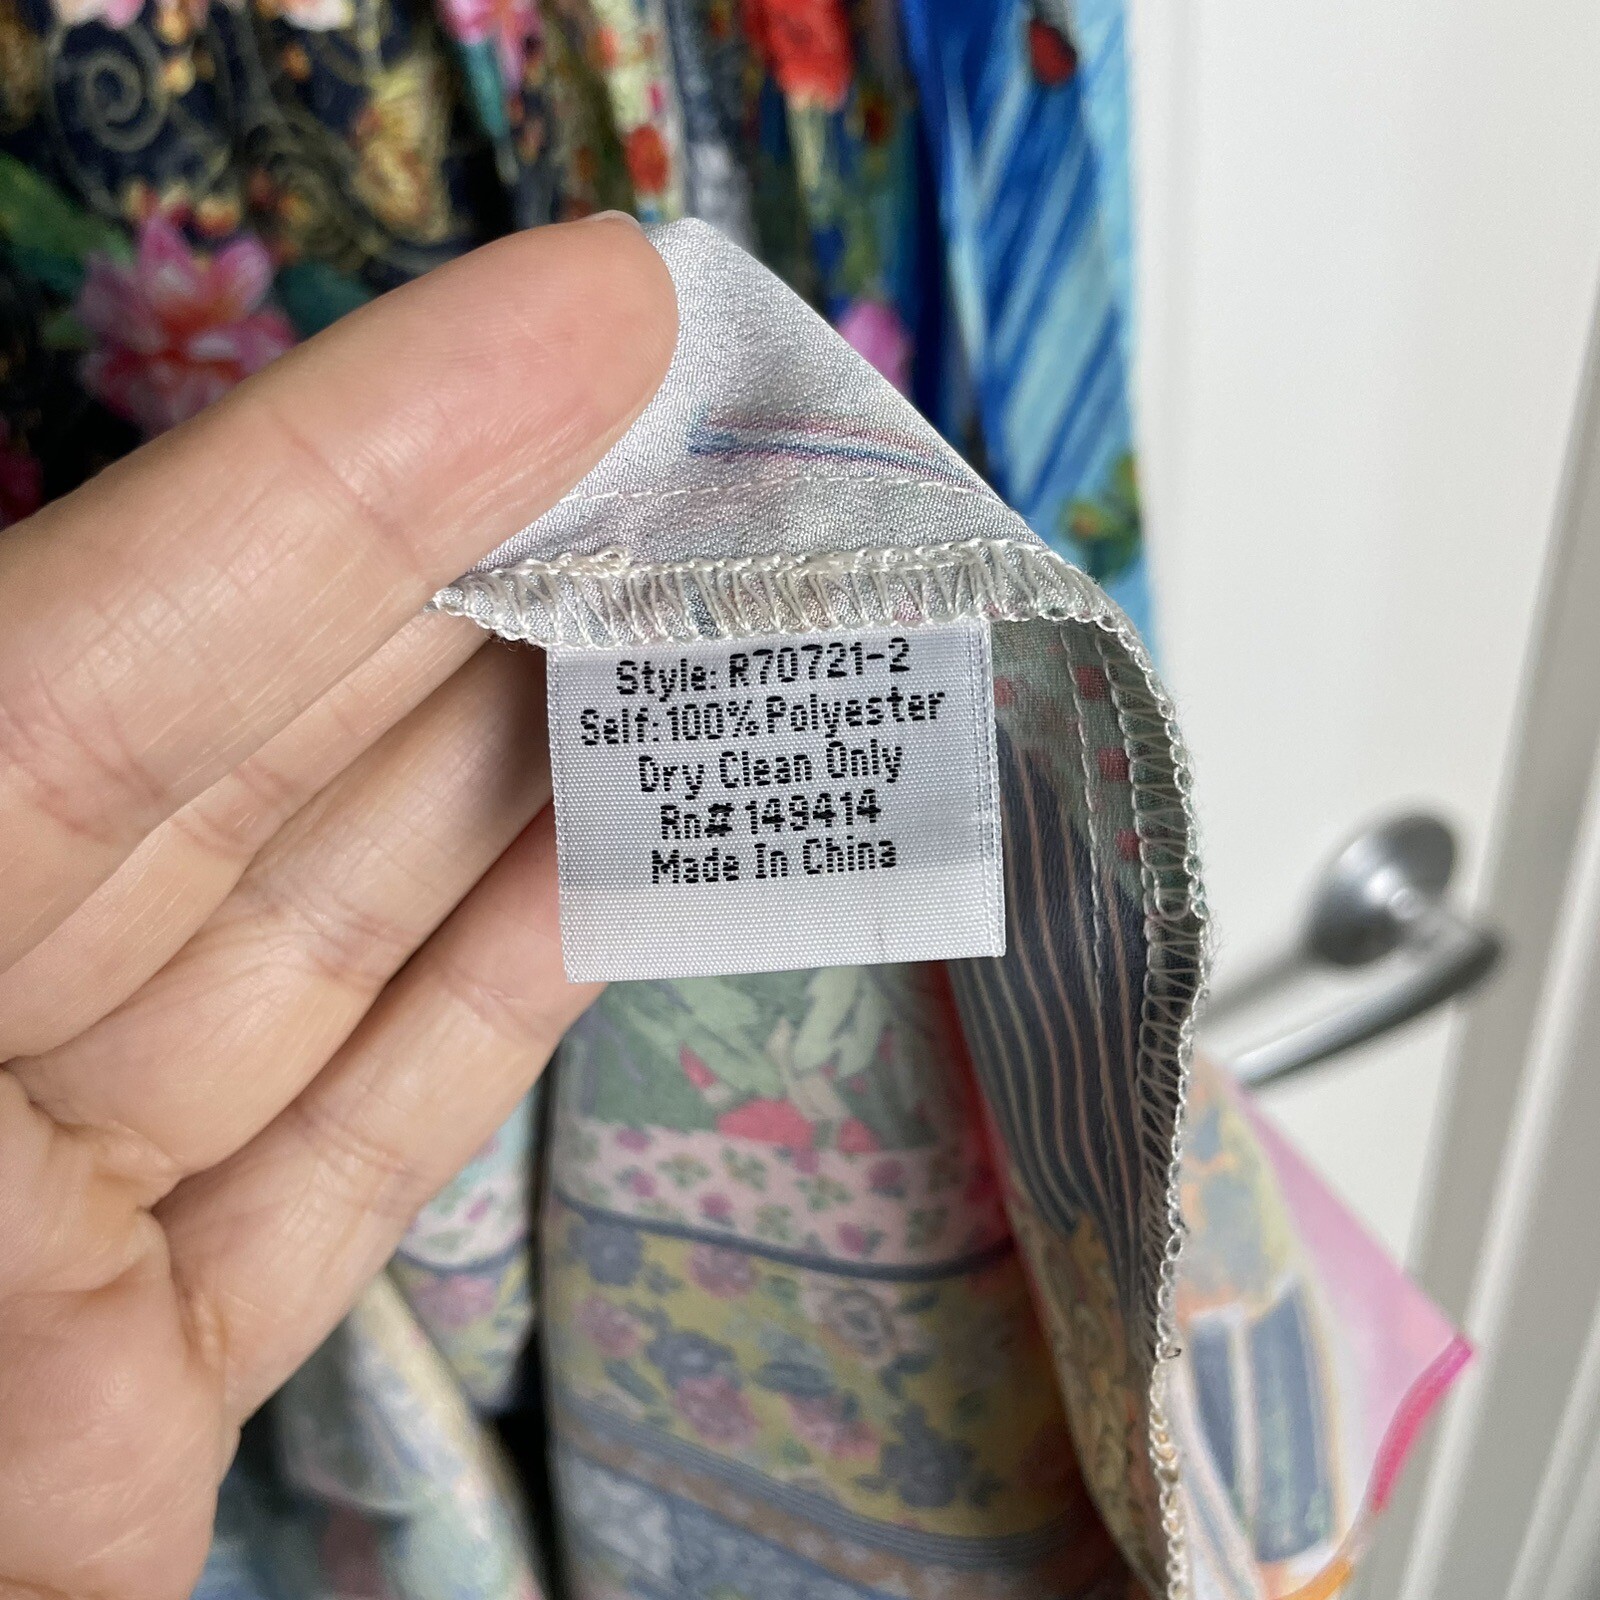 Style: R70721-2
Self: 100% Polyester
Dry Clean Only
Rn# 149414
Made In China